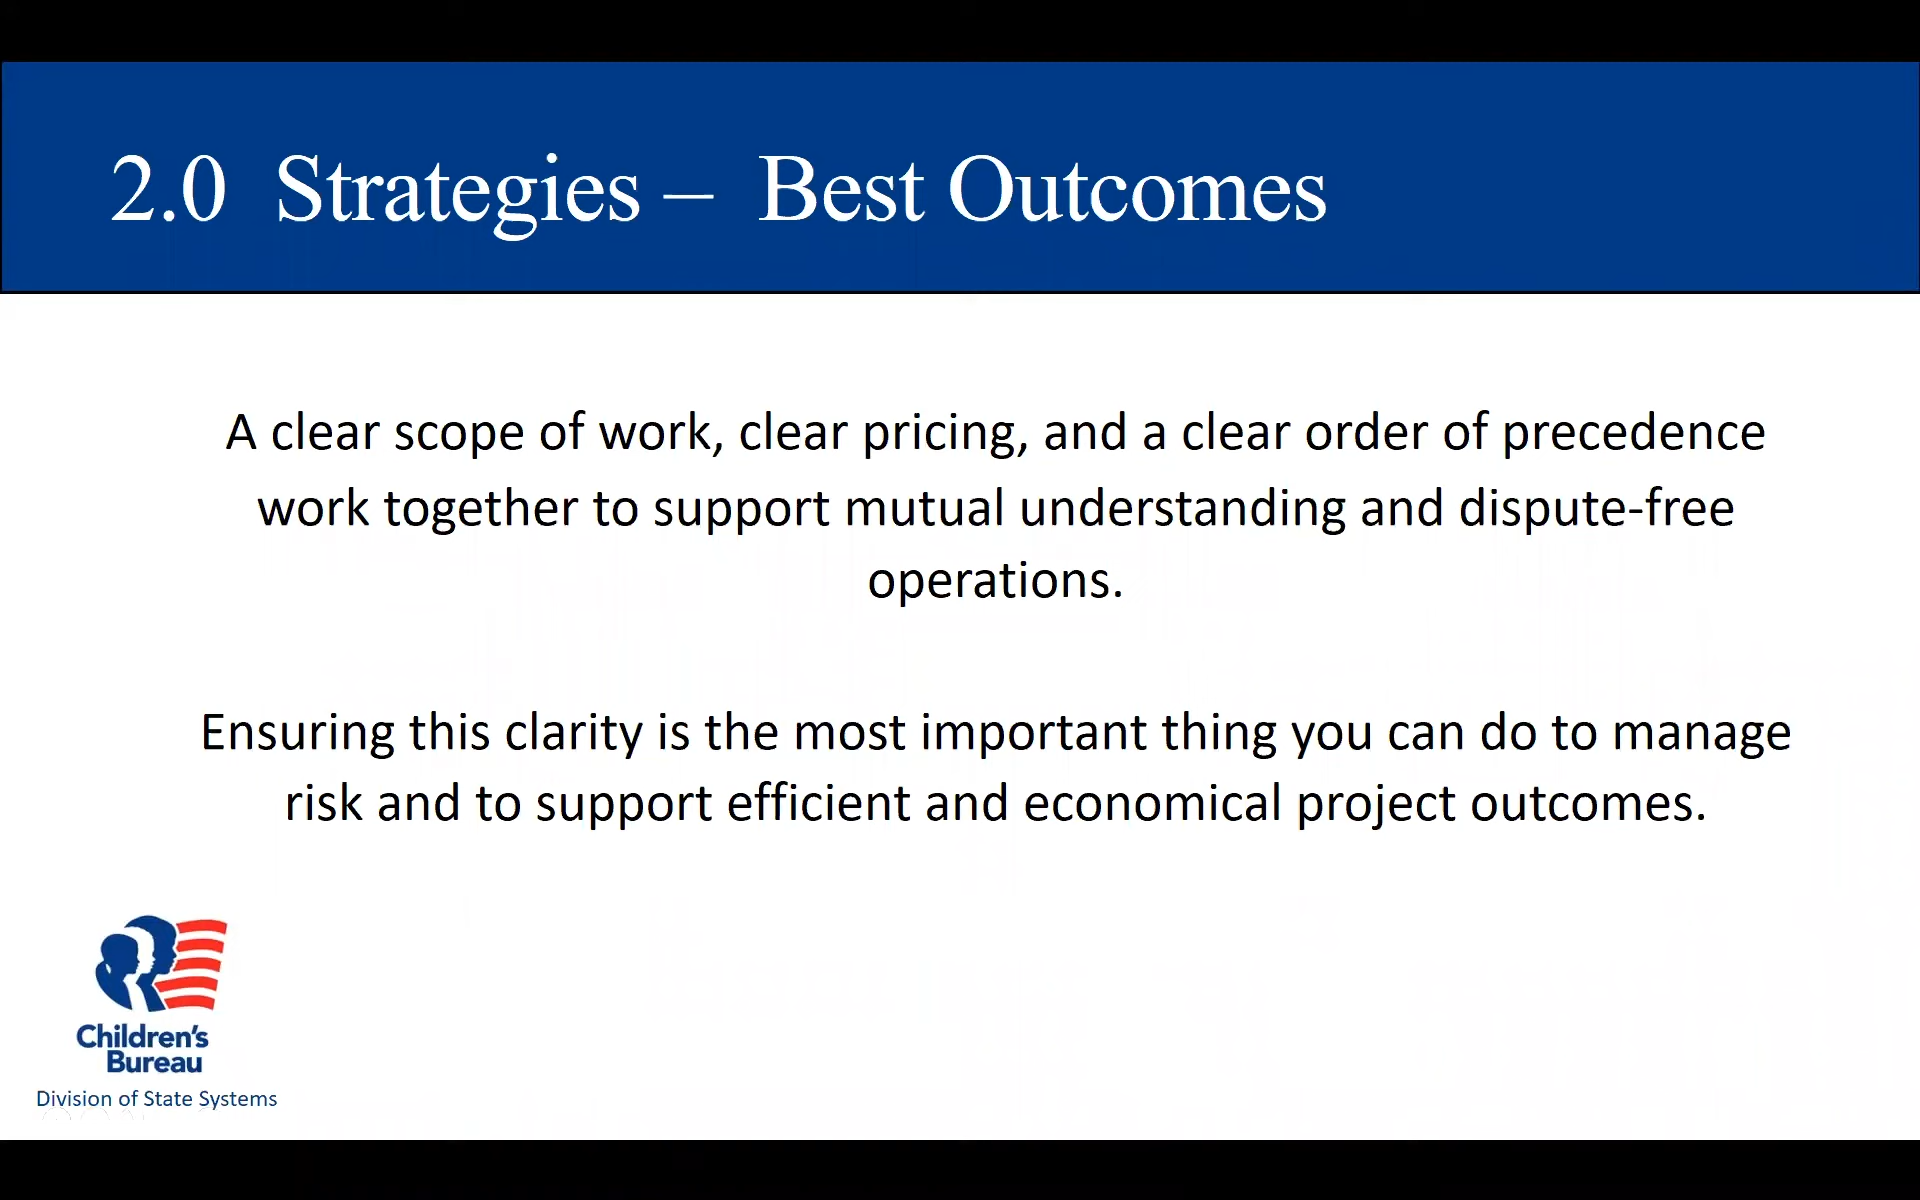 2.0 Strategies – Best Outcomes
A clear scope of work, clear pricing, and a clear order of precedence
work together to support mutual understanding and dispute-free
operations.
Ensuring this clarity is the most important thing you can do to manage
risk and to support efficient and economical project outcomes.
Children's
Bureau
Division of State Systems